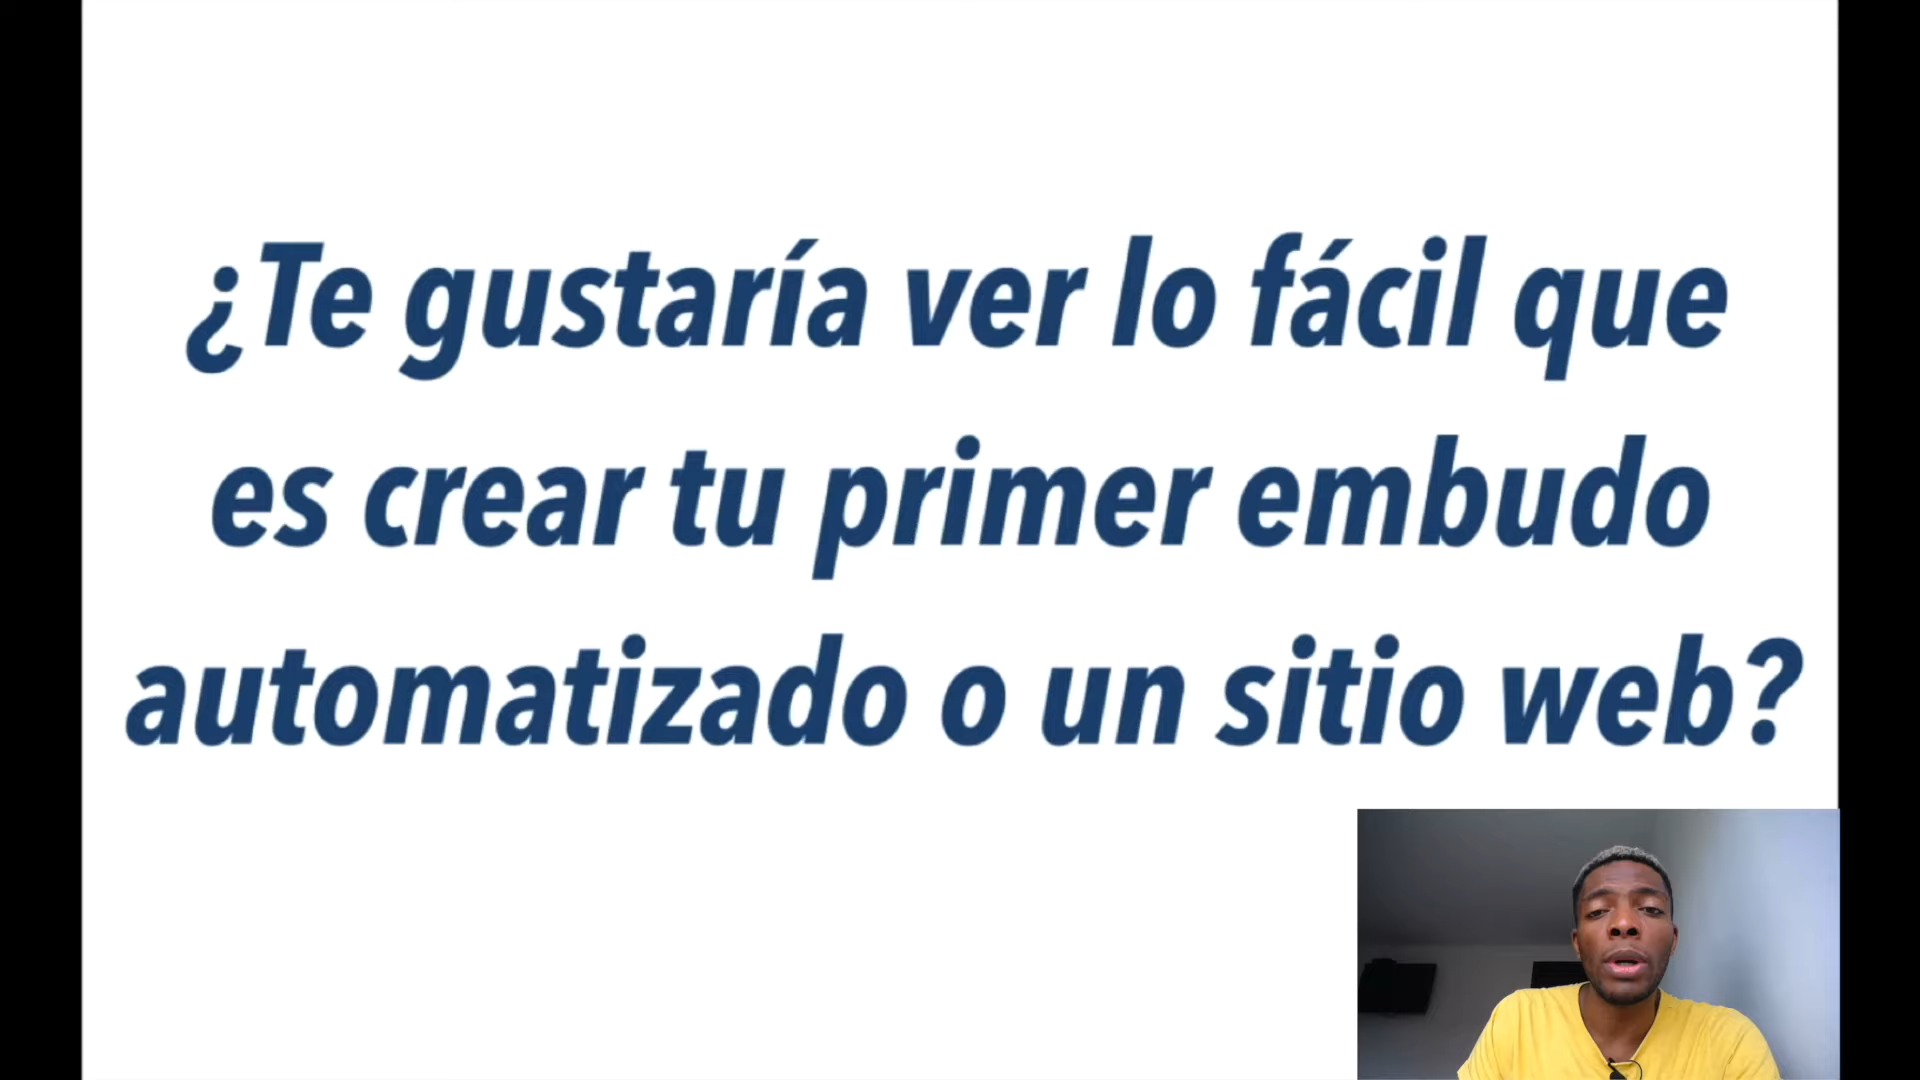 ¿Te gustaría ver lo fácil que
es crear tu primer embudo
automatizado o un sitio web?